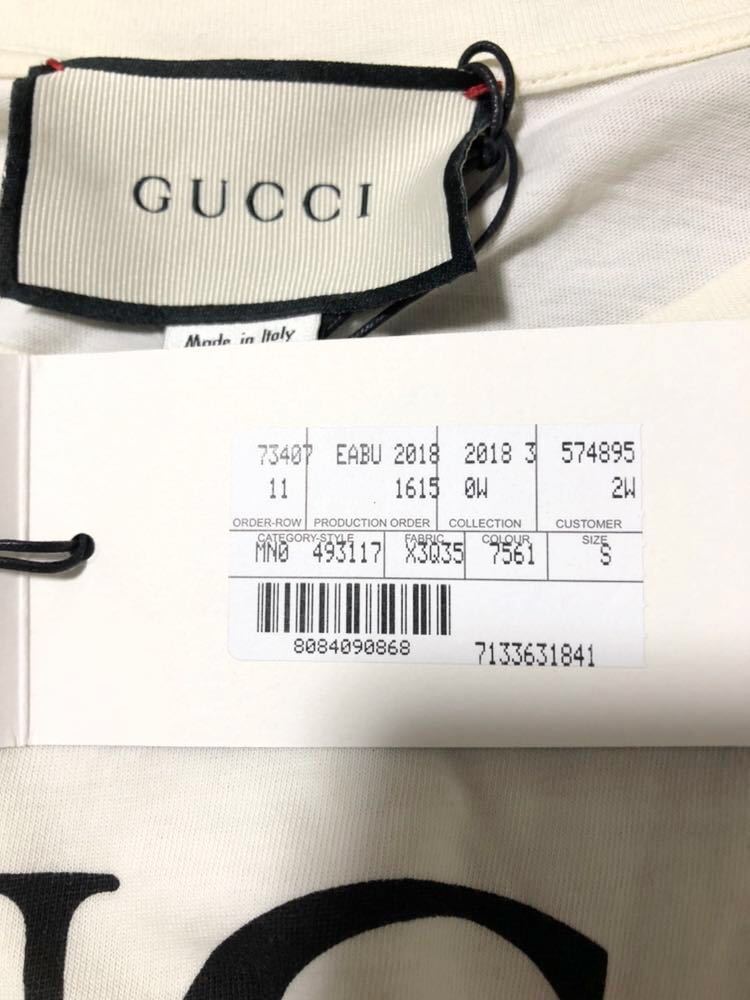 GUCCI
Made in Italy
73407 EABU 2018 2018 3 574895
11 1615 0W 2W
ORDER-ROW PRODUCTION ORDER COLLECTION CUSTOMER
CATEGORY-STYLE FABRIC COLOUR SIZE
MN0 493117 X3Q35 7561 S
8084090868 7133631841